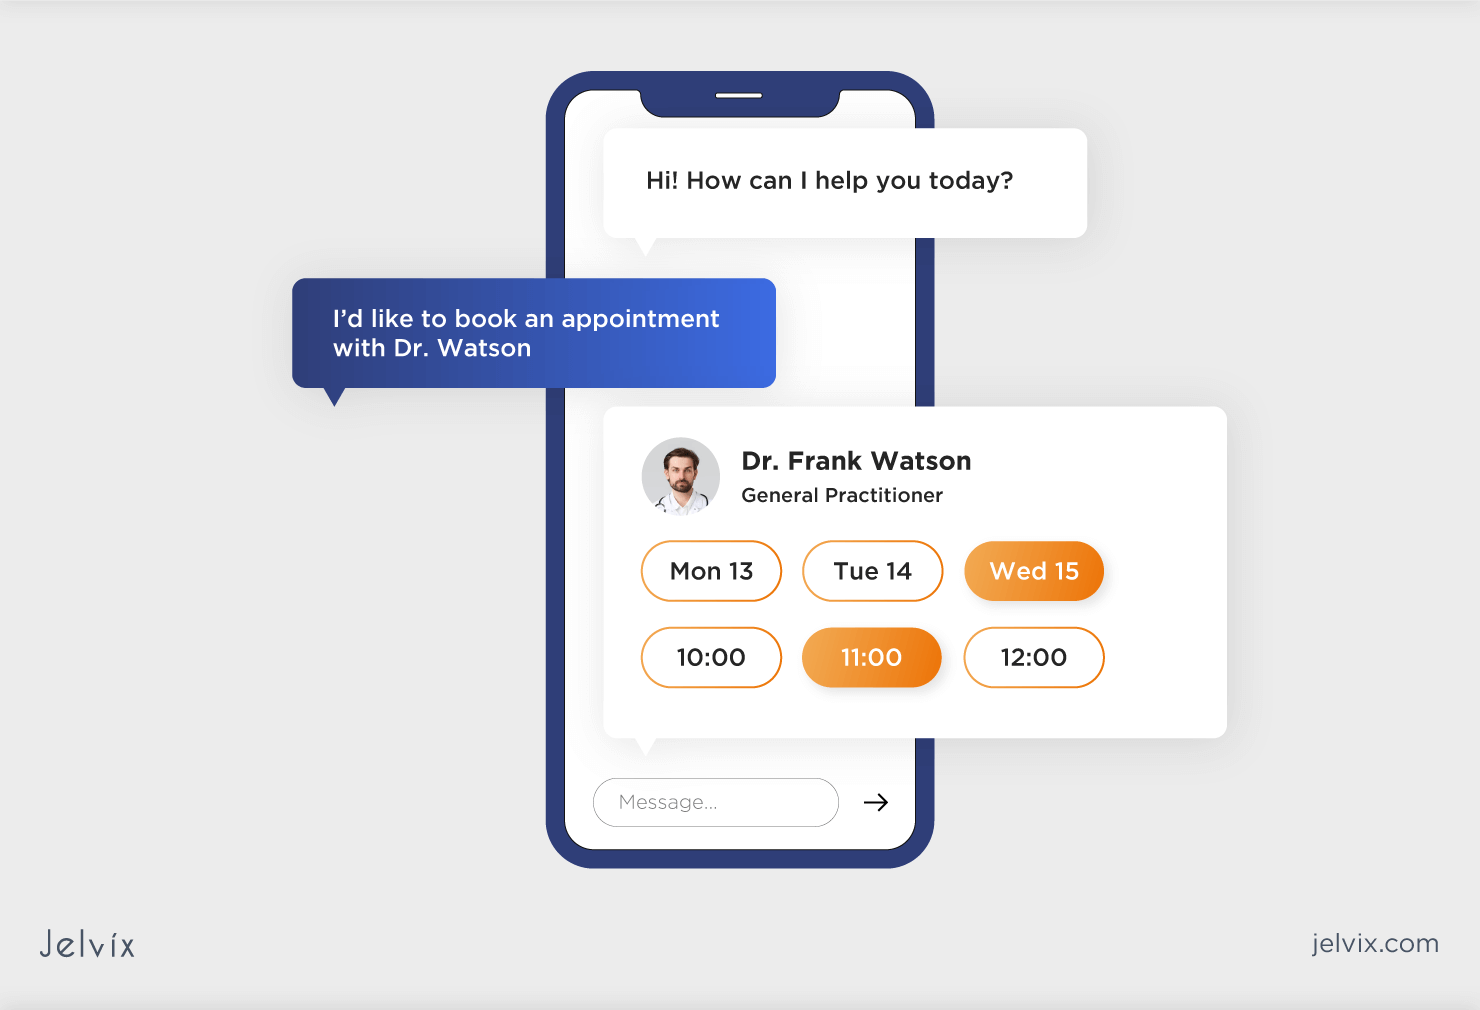 Hi! How can I help you today?
I’d like to book an appointment
with Dr. Watson
Dr. Frank Watson
General Practitioner
Mon 13 Tue 14 Wed 15
10:00 11:00 12:00
Message...
Jelvíx
jelvix.com